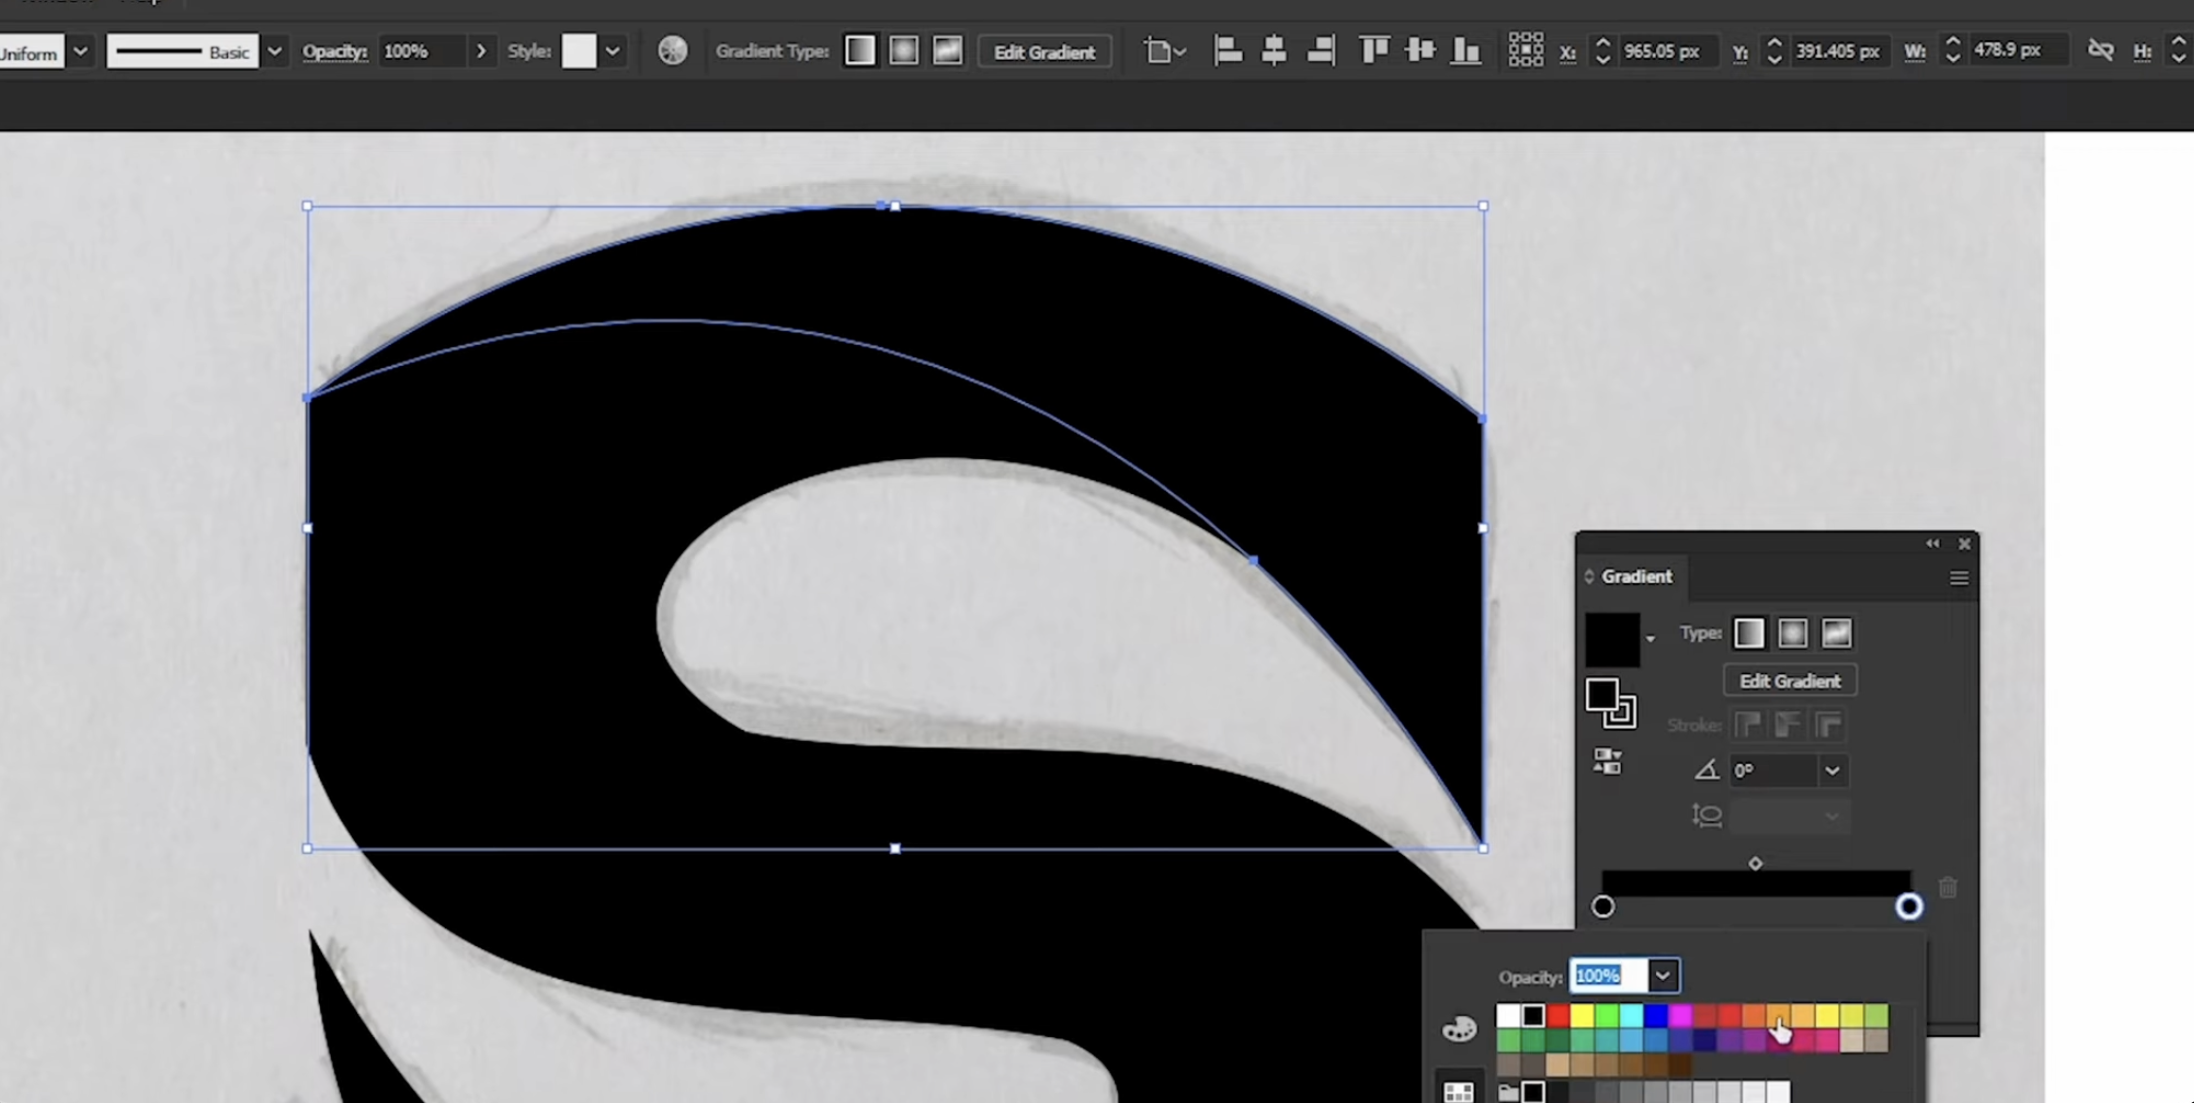 Uniform Basic Opacity: 100% Style: Gradient Type: Edit Gradient X: 965.05 px Y: 391.405 px W: 478.9 px H:
Gradient
Type:
Edit Gradient
Stroke:
0°
Opacity: 100%